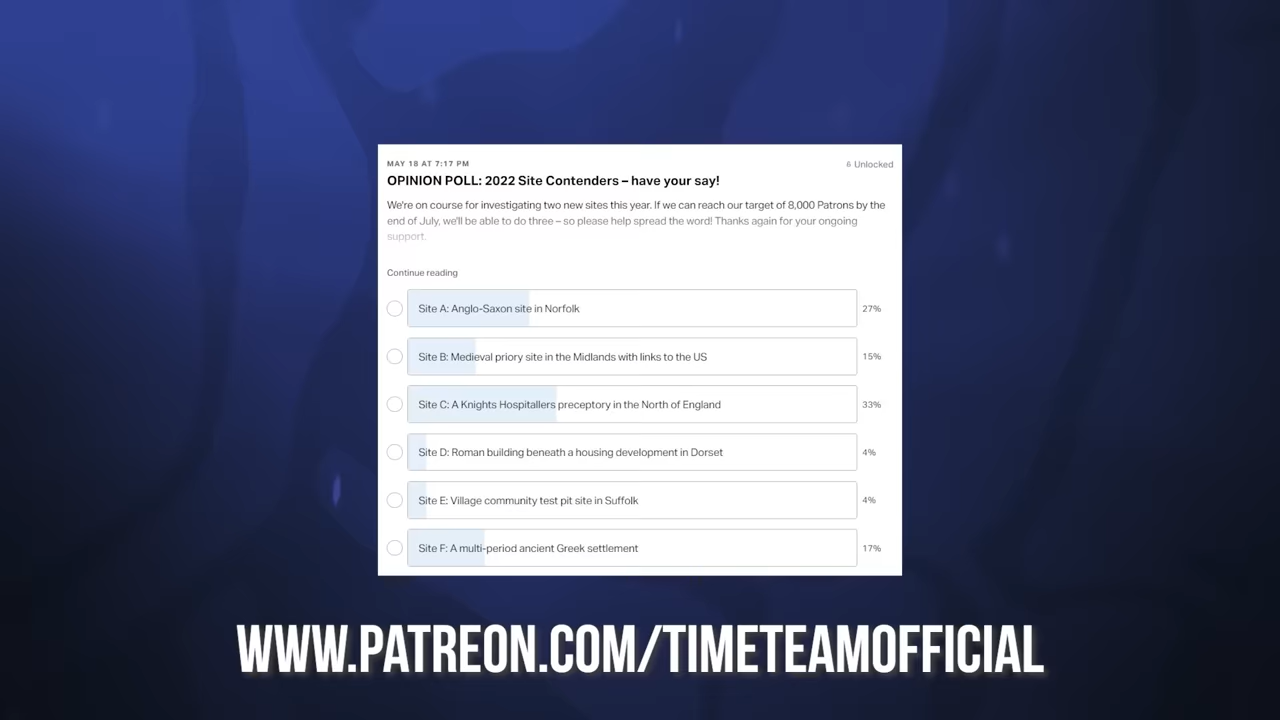 MAY 18 AT 7:17 PM
Unlocked
OPINION POLL: 2022 Site Contenders – have your say!
We're on course for investigating two new sites this year. If we can reach our target of 8,000 Patrons by the
end of July, we'll be able to do three – so please help spread the word! Thanks again for your ongoing
support.
Continue reading
Site A: Anglo-Saxon site in Norfolk
27%
Site B: Medieval priory site in the Midlands with links to the US
15%
Site C: A Knights Hospitallers preceptory in the North of England
33%
Site D: Roman building beneath a housing development in Dorset
4%
Site E: Village community test pit site in Suffolk
4%
Site F: A multi-period ancient Greek settlement
17%
WWW.PATREON.COM/TIMETEAMOFFICIAL